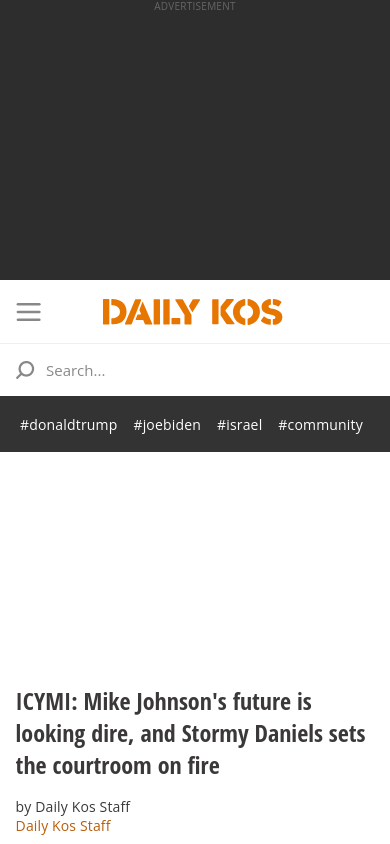 ADVERTISEMENT
DAILY KOS
Search...
#donaldtrump #joebiden #israel #community
ICYMI: Mike Johnson's future is
looking dire, and Stormy Daniels sets
the courtroom on fire
by Daily Kos Staff
Daily Kos Staff